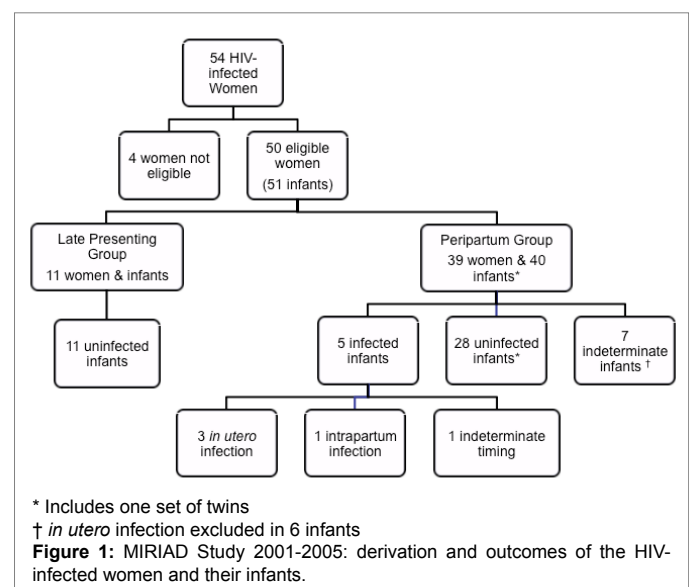 54 HIV-
infected
Women
4 women not
eligible
50 eligible
women
(51 infants)
Late Presenting
Group
11 women & infants
Peripartum Group
39 women & 40
infants*
11 uninfected
infants
5 infected
infants
28 uninfected
infants*
7
indeterminate
infants †
3 in utero
infection
1 intrapartum
infection
1 indeterminate
timing
* Includes one set of twins
† in utero infection excluded in 6 infants
Figure 1: MIRIAD Study 2001-2005: derivation and outcomes of the HIV-
infected women and their infants.